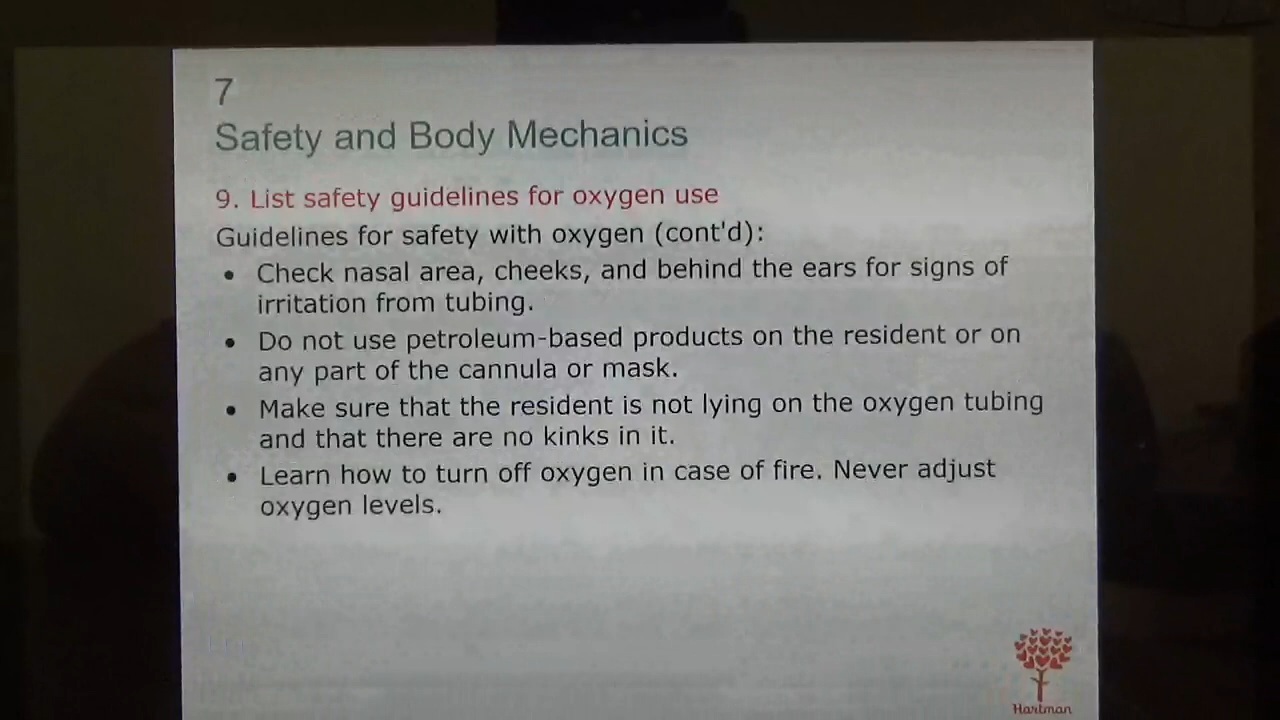 7
Safety and Body Mechanics
9. List safety guidelines for oxygen use
Guidelines for safety with oxygen (cont'd):
• Check nasal area, cheeks, and behind the ears for signs of
irritation from tubing.
• Do not use petroleum-based products on the resident or on
any part of the cannula or mask.
• Make sure that the resident is not lying on the oxygen tubing
and that there are no kinks in it.
• Learn how to turn off oxygen in case of fire. Never adjust
oxygen levels.
Hartman